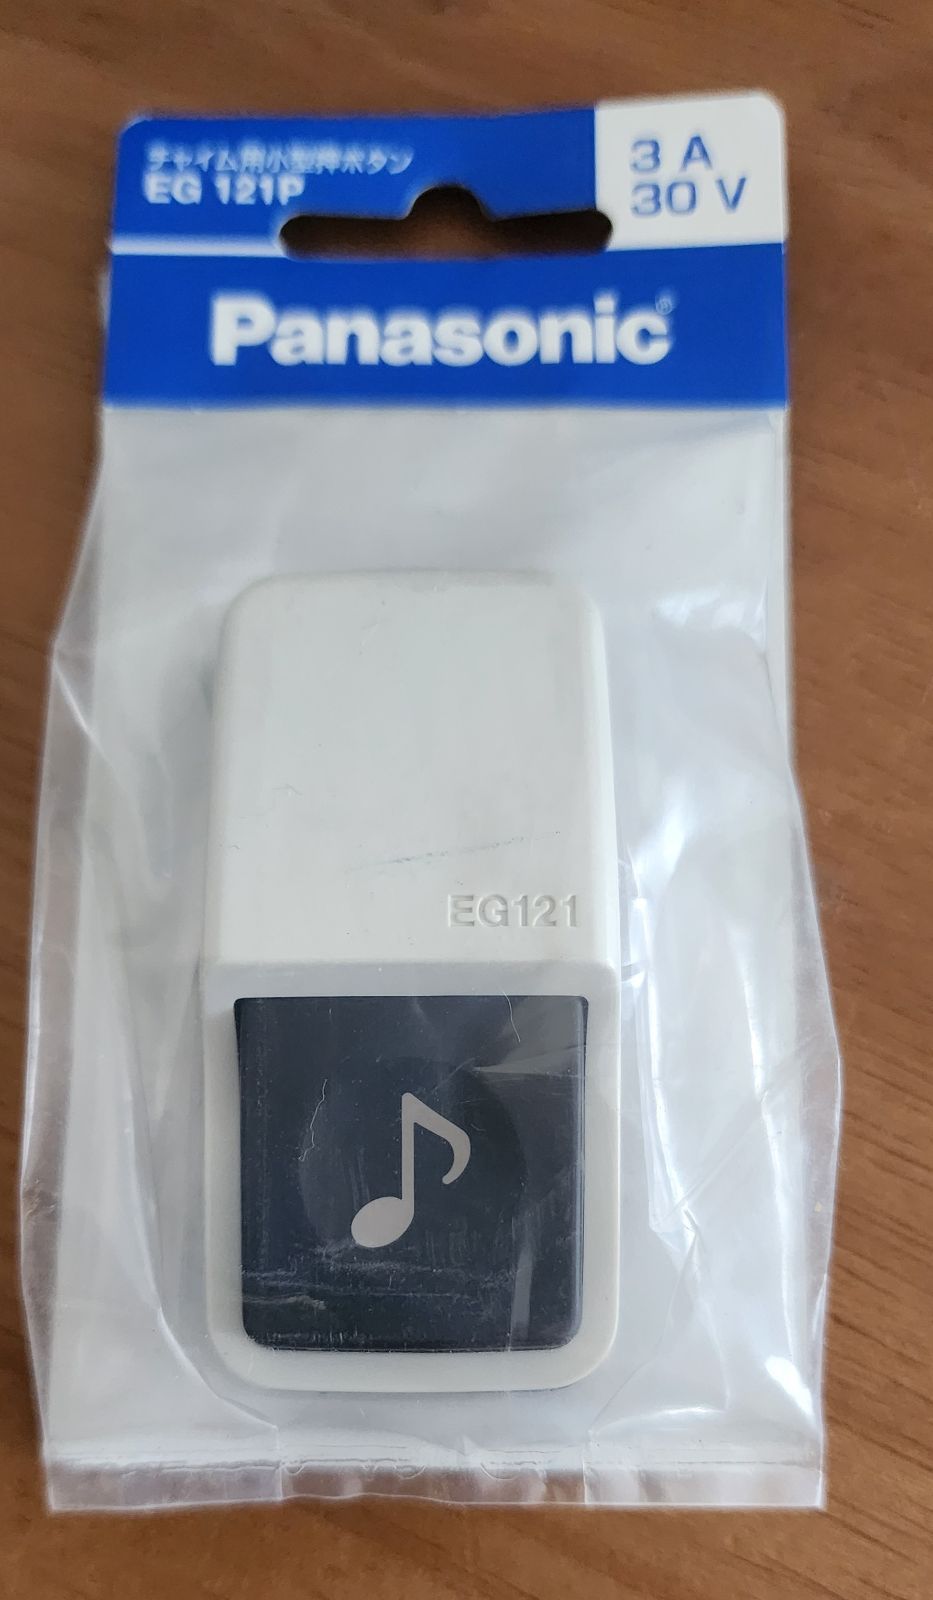 チャイム用小型押ボタン
EG 121P
3 A
30 V
Panasonic®
EG121